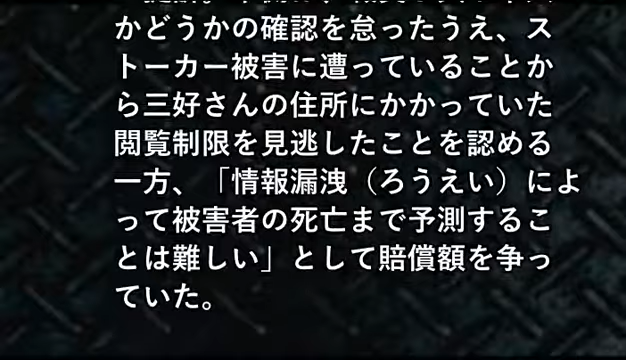 かどうかの確認を怠ったうえ、ス
トーカー被害に遭っていることか
ら三好さんの住所にかかっていた
閲覧制限を見逃したことを認める
一方、「情報漏洩（ろうえい）によ
って被害者の死亡まで予測するこ
とは難しい」として賠償額を争っ
ていた。